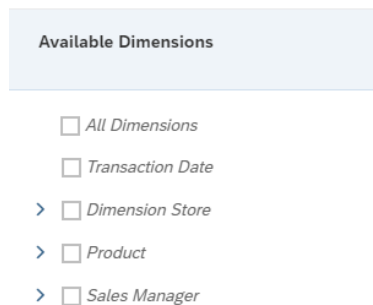 Available Dimensions
All Dimensions
Transaction Date
Dimension Store
Product
Sales Manager